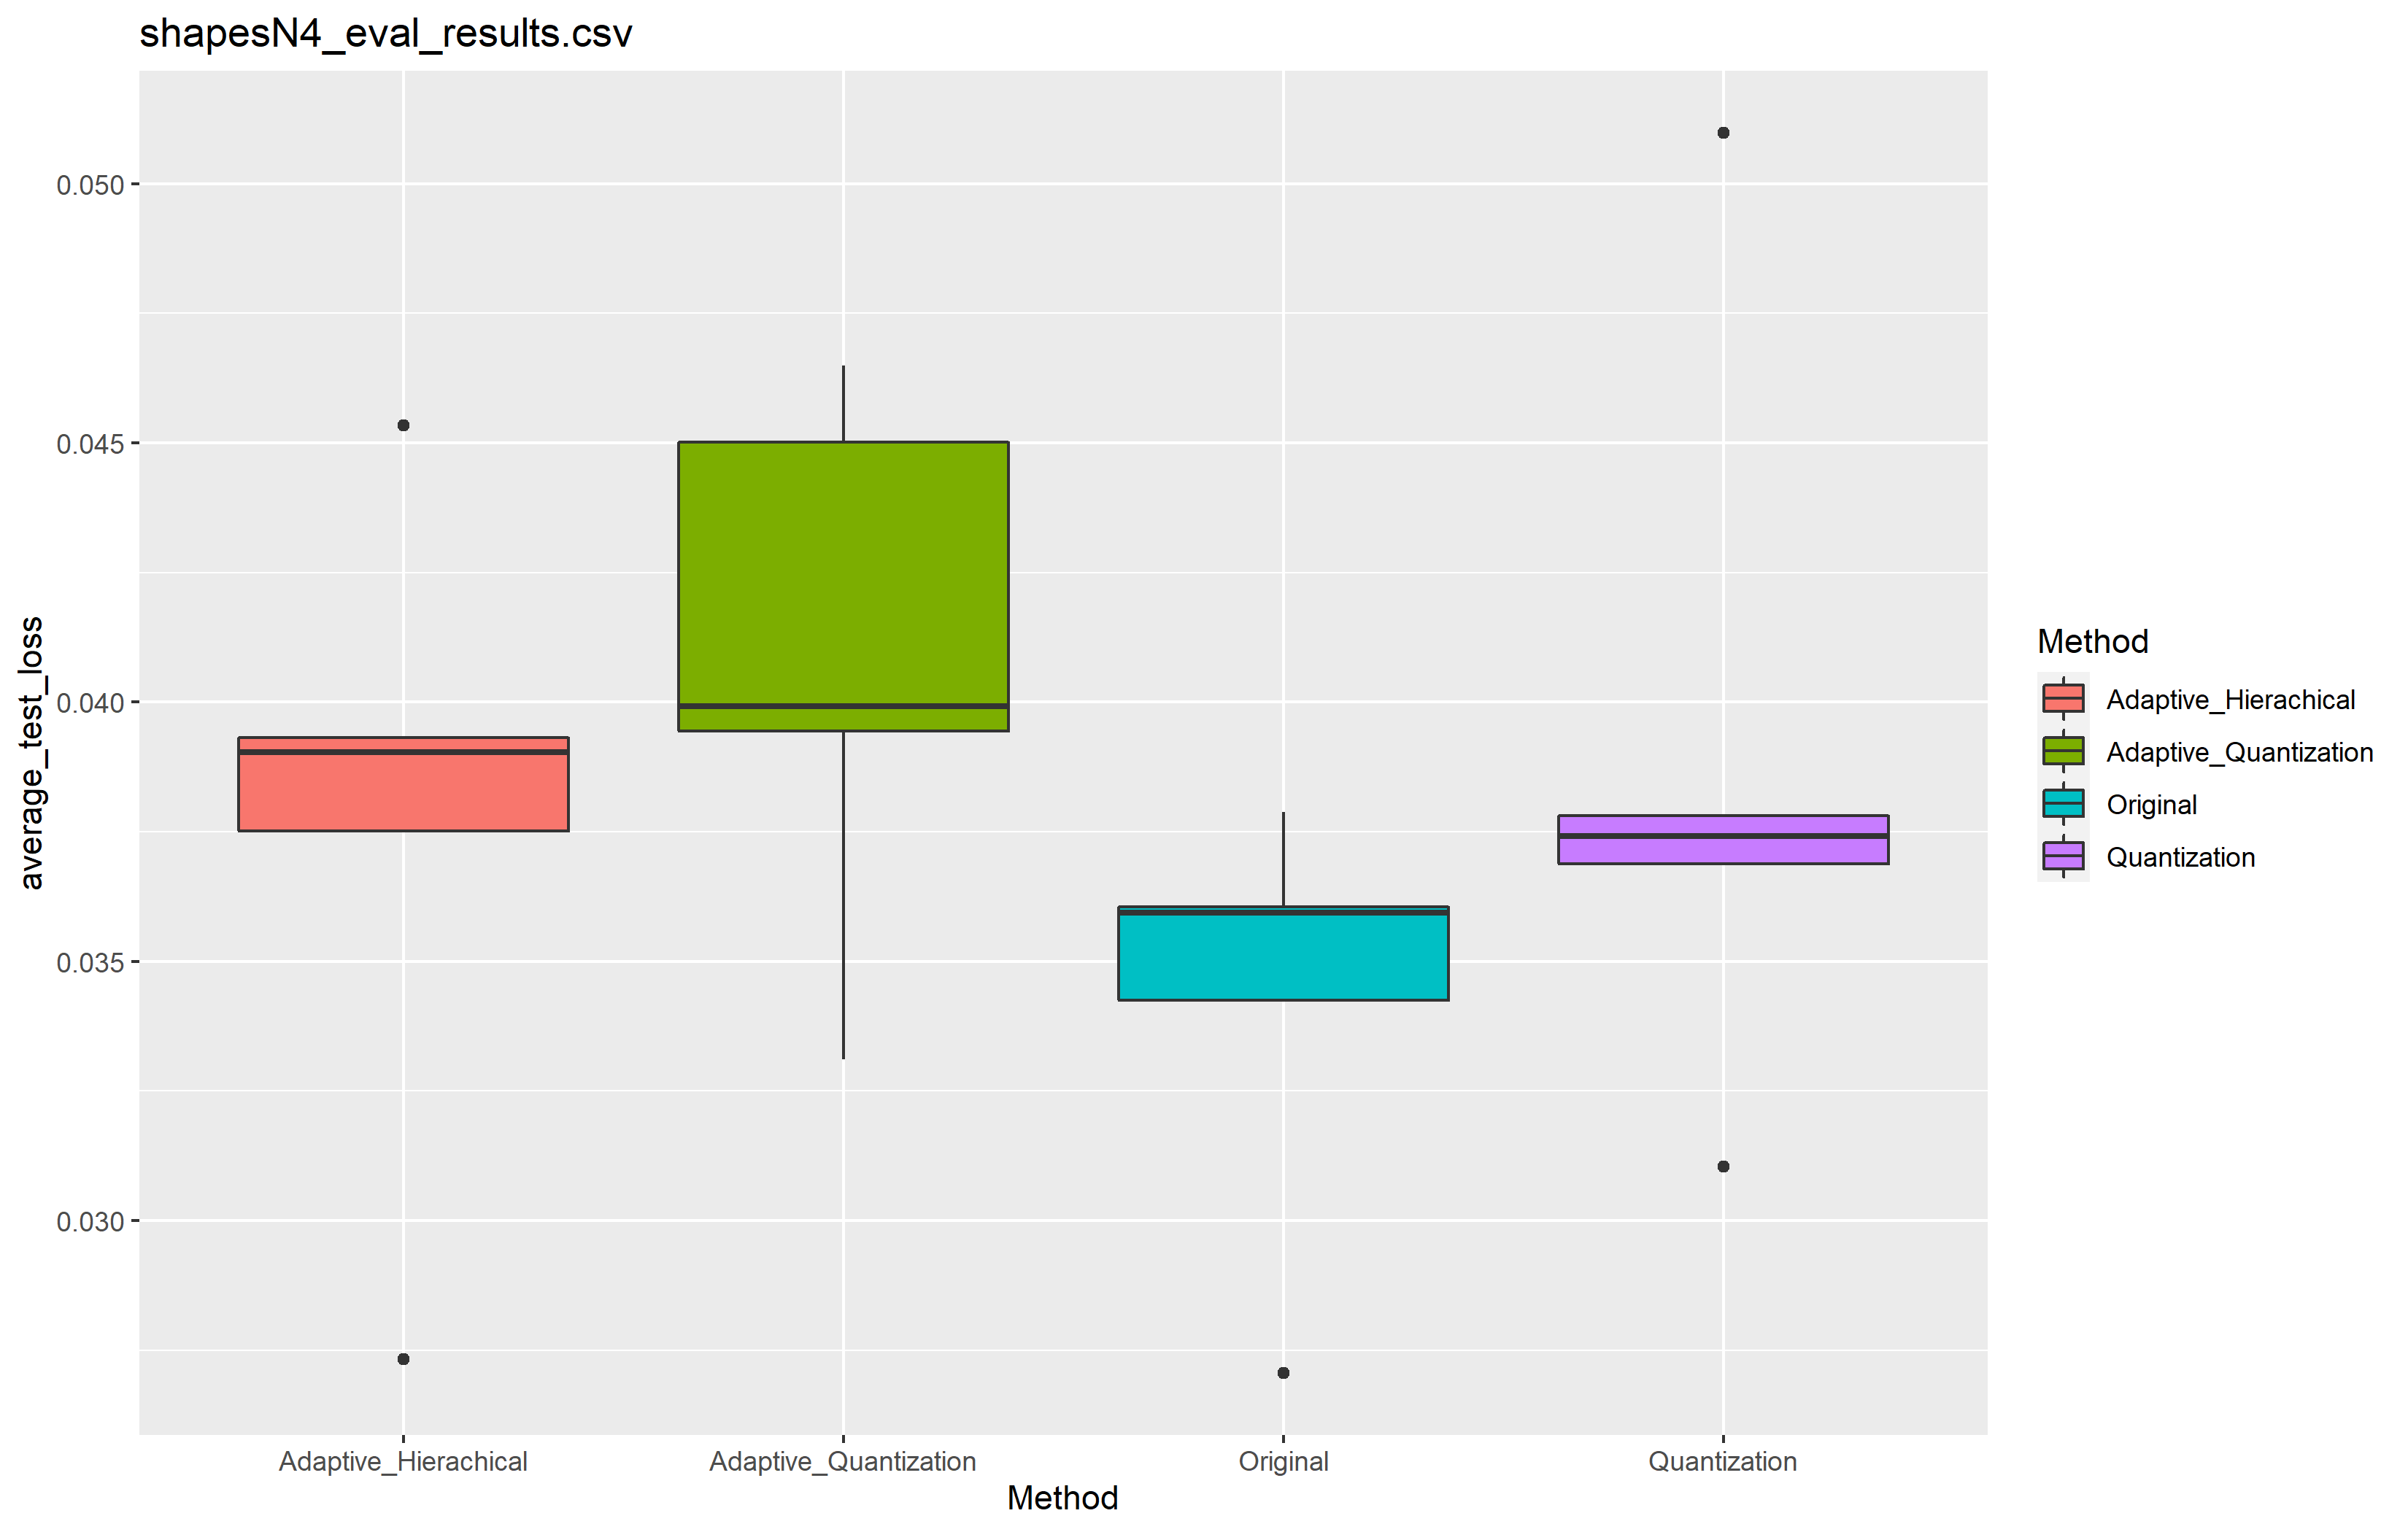 shapesN4_eval_results.csv
average_test_loss
0.050
0.045
0.040
0.035
0.030
Adaptive_Hierachical
Adaptive_Quantization
Original
Quantization
Method
Method
Adaptive_Hierachical
Adaptive_Quantization
Original
Quantization